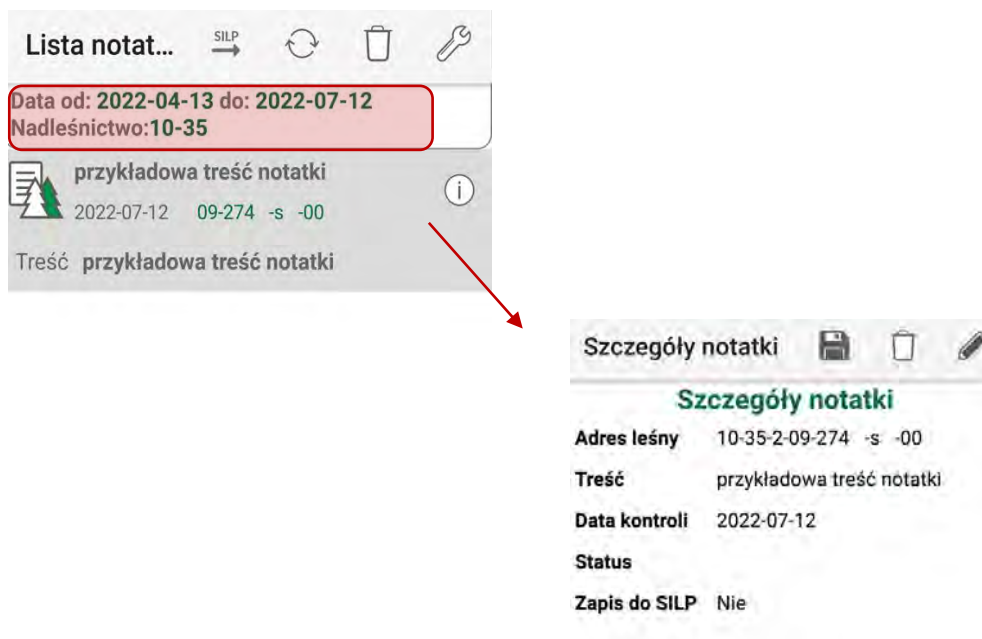 Lista notat... SILP
Data od: 2022-04-13 do: 2022-07-12
Nadleśnictwo:10-35
przykładowa treść notatki
2022-07-12 09-274 -s -00
Treść przykładowa treść notatki
Szczegóły notatki
Szczegóły notatki
Adres leśny 10-35-2-09-274 -s -00
Treść przykładowa treść notatki
Data kontroli 2022-07-12
Status
Zapis do SILP Nie